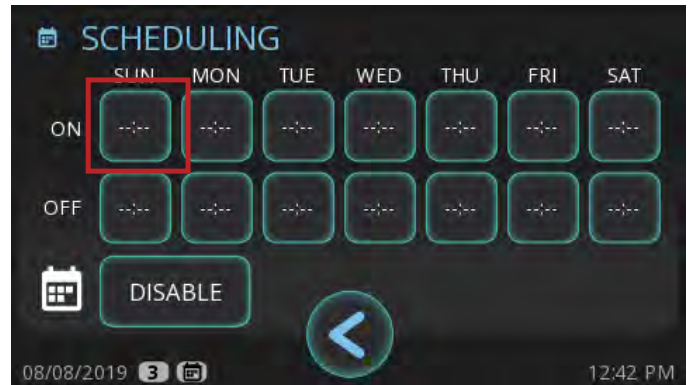 SCHEDULING
SUN MON TUE WED THU FRI SAT
ON --:-- --:-- --:-- --:-- --:-- --:-- --:--
OFF --:-- --:-- --:-- --:-- --:-- --:-- --:--
DISABLE
08/08/2019 3 12:42 PM